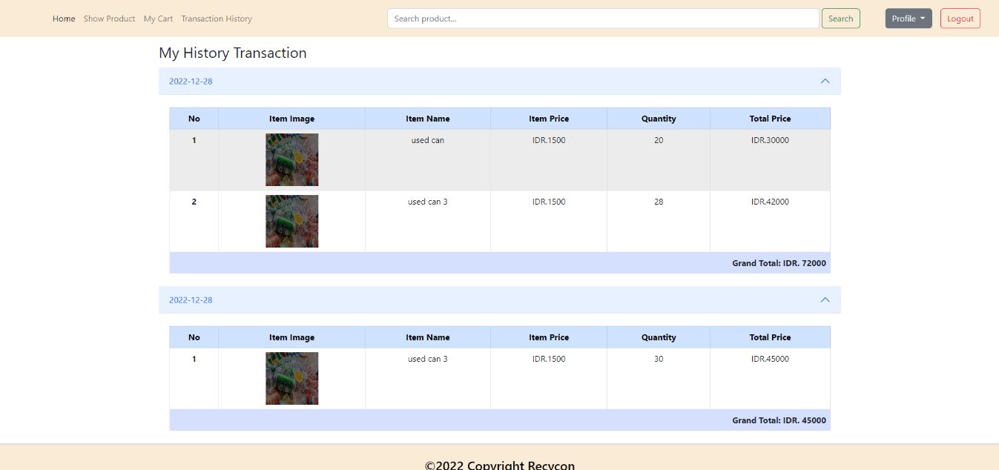 Home Show Product My Cart Transaction History Search product... Search Profile Logout
My History Transaction
2022-12-28
No Item Image Item Name Item Price Quantity Total Price
1 used can IDR.1500 20 IDR.30000
2 used can 3 IDR.1500 28 IDR.42000
Grand Total: IDR. 72000
2022-12-28
No Item Image Item Name Item Price Quantity Total Price
1 used can 3 IDR.1500 30 IDR.45000
Grand Total: IDR. 45000
©2022 Copyright Recycon